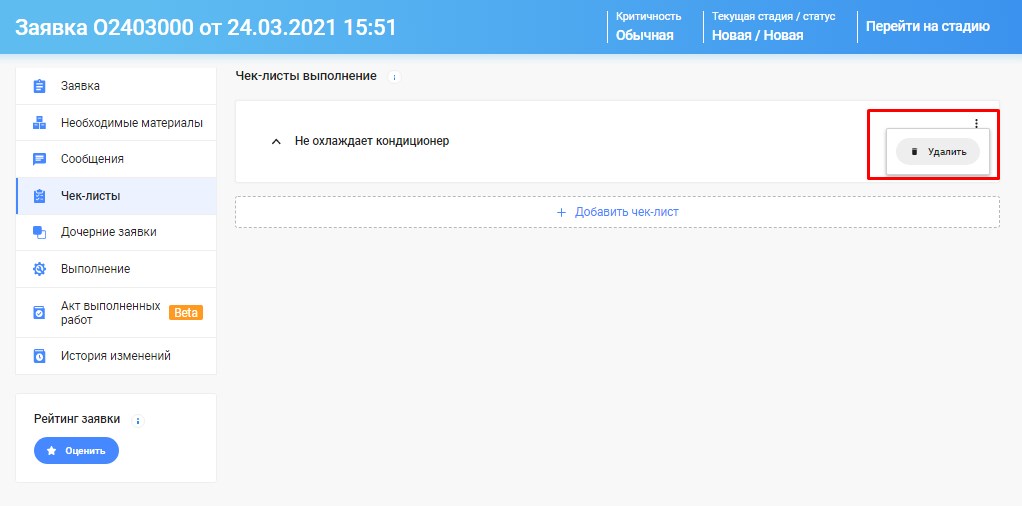 Заявка О2403000 от 24.03.2021 15:51
Критичность
Обычная
Текущая стадия / статус
Новая / Новая
Перейти на стадию
Заявка
Необходимые материалы
Сообщения
Чек-листы
Дочерние заявки
Выполнение
Акт выполненных
работ
Beta
История изменений
Рейтинг заявки
Оценить
Чек-листы выполнение
Не охлаждает кондиционер
Удалить
+ Добавить чек-лист